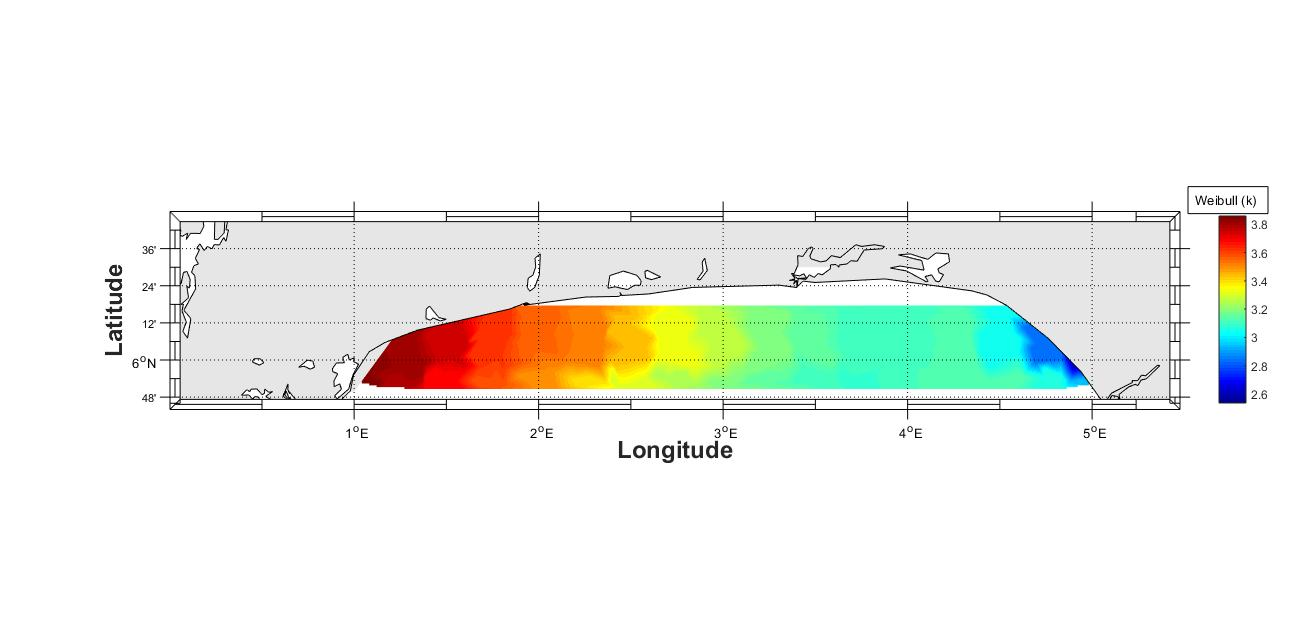 Weibull (k)
3.8
3.6
3.4
3.2
3
2.8
2.6
Latitude
36'
24'
12'
6°N
48'
1°E
2°E
3°E
4°E
5°E
Longitude